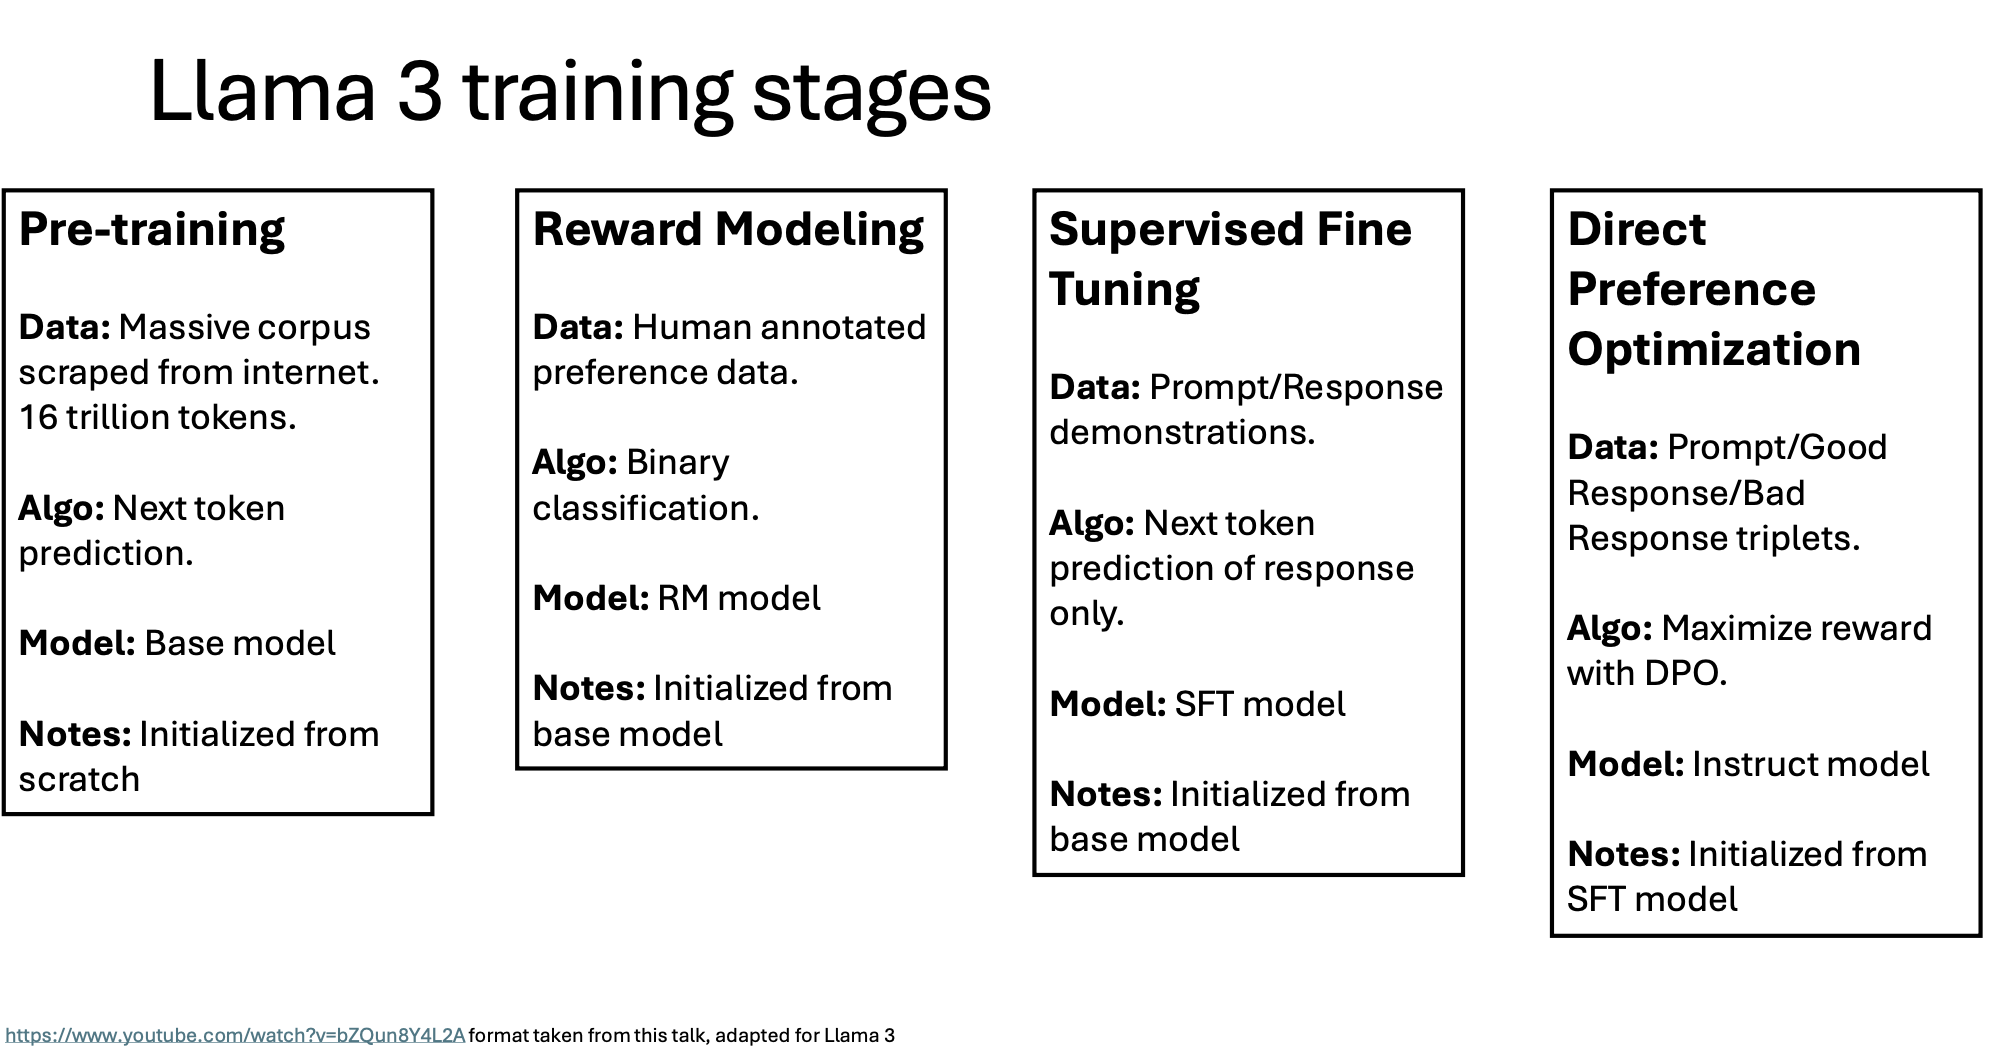 Llama 3 training stages
Pre-training
Data: Massive corpus
scraped from internet.
16 trillion tokens.
Algo: Next token
prediction.
Model: Base model
Notes: Initialized from
scratch
Reward Modeling
Data: Human annotated
preference data.
Algo: Binary
classification.
Model: RM model
Notes: Initialized from
base model
Supervised Fine
Tuning
Data: Prompt/Response
demonstrations.
Algo: Next token
prediction of response
only.
Model: SFT model
Notes: Initialized from
base model
Direct
Preference
Optimization
Data: Prompt/Good
Response/Bad
Response triplets.
Algo: Maximize reward
with DPO.
Model: Instruct model
Notes: Initialized from
SFT model
https://www.youtube.com/watch?v=bZQun8Y4L2A format taken from this talk, adapted for Llama 3